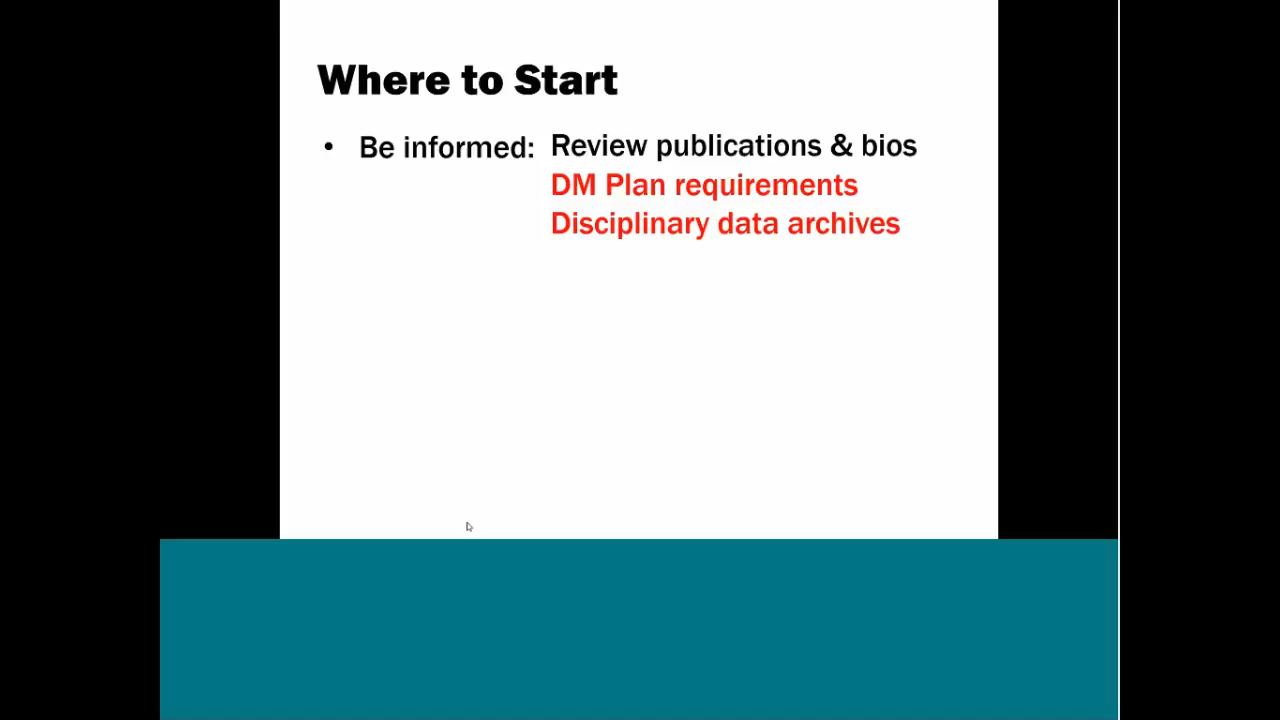 Where to Start
• Be informed: Review publications & bios
DM Plan requirements
Disciplinary data archives